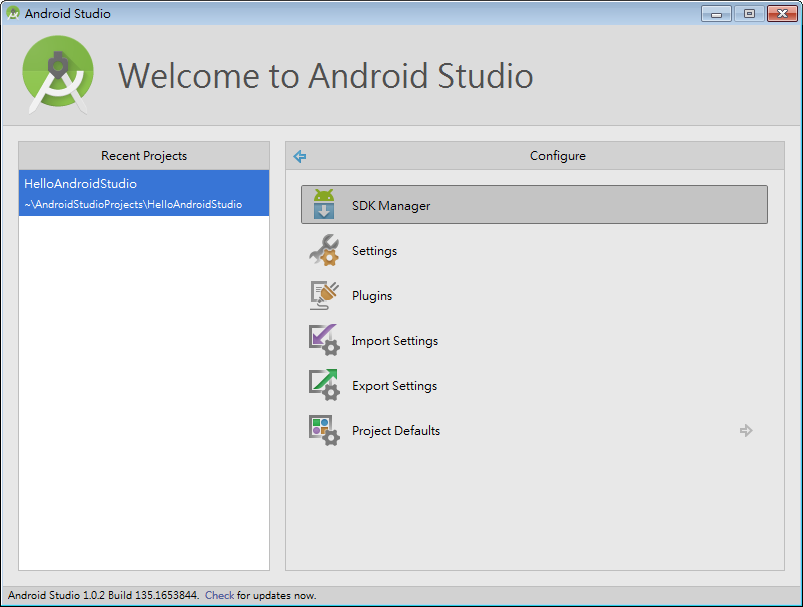 Android Studio
Welcome to Android Studio
Recent Projects
HelloAndroidStudio
~\AndroidStudioProjects\HelloAndroidStudio
Configure
SDK Manager
Settings
Plugins
Import Settings
Export Settings
Project Defaults
Android Studio 1.0.2 Build 135.1653844. Check for updates now.